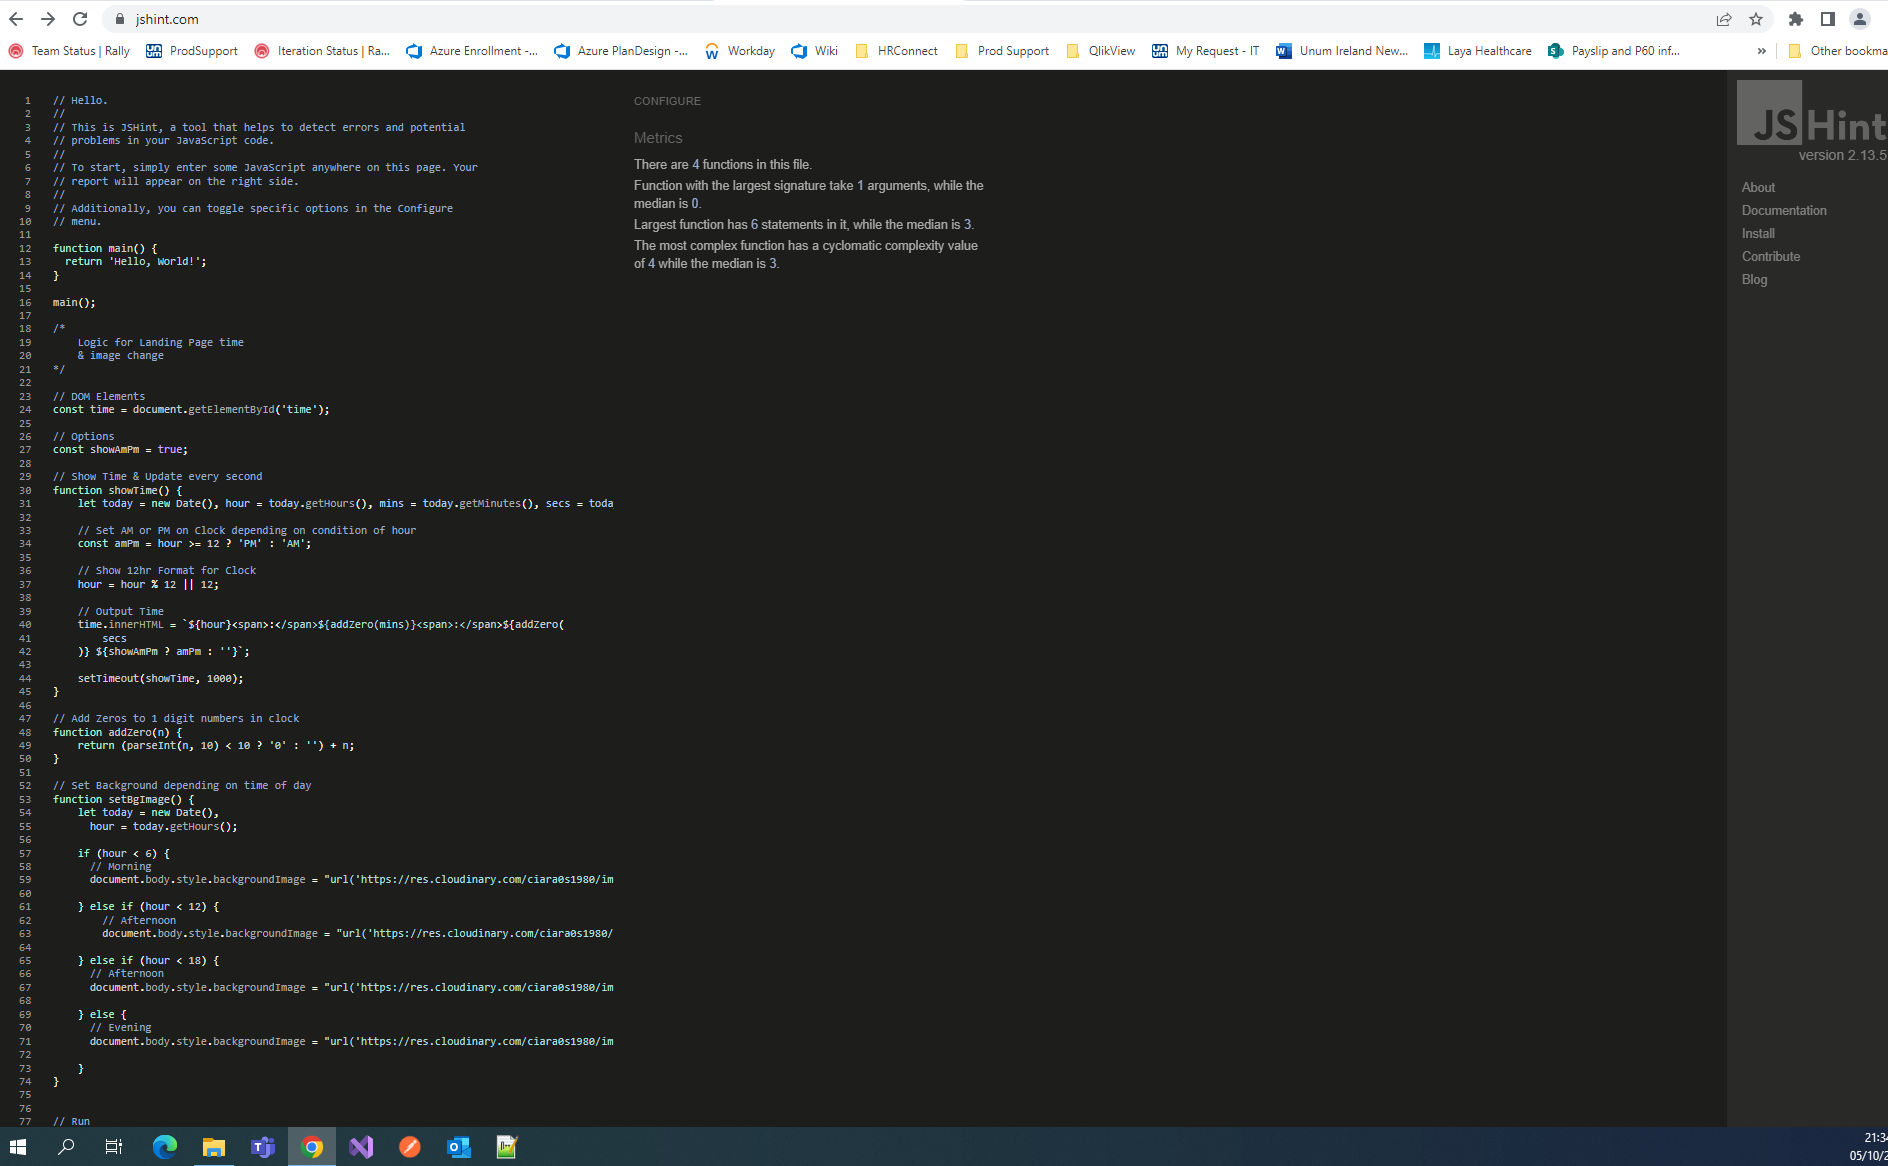 jshint.com
Team Status | Rally ProdSupport Iteration Status | Ra... Azure Enrollment -... Azure PlanDesign -... Workday Wiki HRConnect Prod Support QlikView My Request - IT Unum Ireland New... Laya Healthcare Payslip and P60 inf... » Other bookma
1 // Hello.
2 //
3 // This is JSHint, a tool that helps to detect errors and potential
4 // problems in your JavaScript code.
5 //
6 // To start, simply enter some JavaScript anywhere on this page. Your
7 // report will appear on the right side.
8 //
9 // Additionally, you can toggle specific options in the Configure
10 // menu.
11
12 function main() {
13   return 'Hello, World!';
14 }
15
16 main();
17
18 /*
19     Logic for Landing Page time
20     & image change
21 */
22
23 // DOM Elements
24 const time = document.getElementById('time');
25
26 // Options
27 const showAmPm = true;
28
29 // Show Time & Update every second
30 function showTime() {
31     let today = new Date(), hour = today.getHours(), mins = today.getMinutes(), secs = toda
32
33     // Set AM or PM on Clock depending on condition of hour
34     const amPm = hour >= 12 ? 'PM' : 'AM';
35
36     // Show 12hr Format for Clock
37     hour = hour % 12 || 12;
38
39     // Output Time
40     time.innerHTML = `${hour}<span>:</span>${addZero(mins)}<span>:</span>${addZero(
41         secs
42     )} ${showAmPm ? amPm : ''}`;
43
44     setTimeout(showTime, 1000);
45 }
46
47 // Add Zeros to 1 digit numbers in clock
48 function addZero(n) {
49     return (parseInt(n, 10) < 10 ? '0' : '') + n;
50 }
51
52 // Set Background depending on time of day
53 function setBgImage() {
54     let today = new Date(),
55       hour = today.getHours();
56
57     if (hour < 6) {
58       // Morning
59       document.body.style.backgroundImage = "url('https://res.cloudinary.com/ciara0s1980/im
60
61     } else if (hour < 12) {
62         // Afternoon
63         document.body.style.backgroundImage = "url('https://res.cloudinary.com/ciara0s1980/
64
65     } else if (hour < 18) {
66       // Afternoon
67       document.body.style.backgroundImage = "url('https://res.cloudinary.com/ciara0s1980/im
68
69     } else {
70       // Evening
71       document.body.style.backgroundImage = "url('https://res.cloudinary.com/ciara0s1980/im
72
73     }
74 }
75
76
77 // Run
CONFIGURE
Metrics
There are 4 functions in this file.
Function with the largest signature take 1 arguments, while the
median is 0.
Largest function has 6 statements in it, while the median is 3.
The most complex function has a cyclomatic complexity value
of 4 while the median is 3.
JSHint
version 2.13.5
About
Documentation
Install
Contribute
Blog
21:34
05/10/2